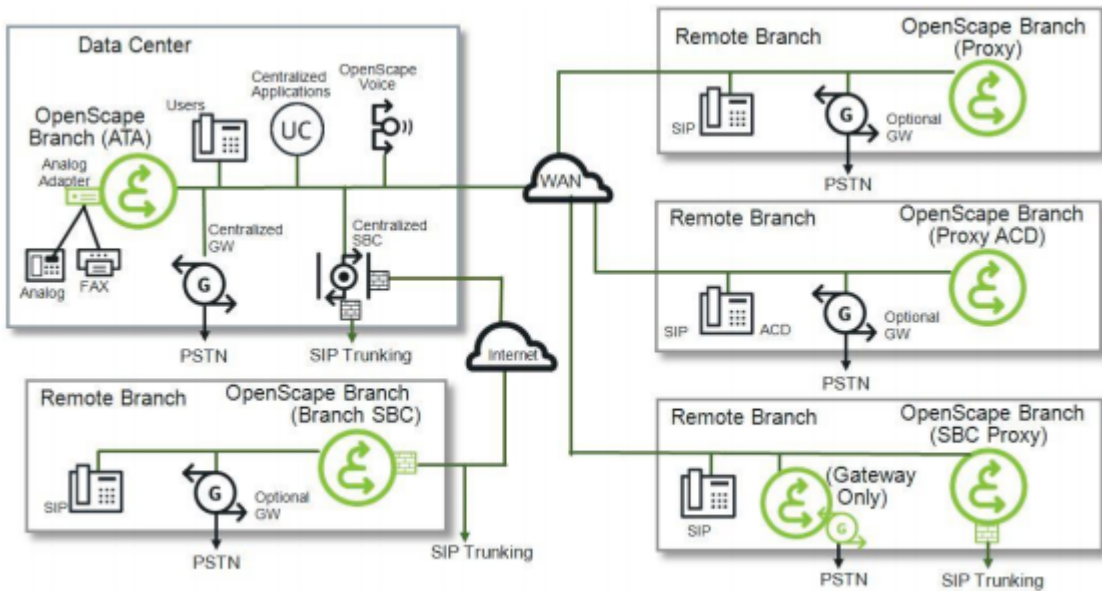 Data Center
OpenScape
Branch (ATA)
Analog
Adapter
Analog
FAX
Users
Centralized
Applications
UC
OpenScape
Voice
Centralized
GW
G
PSTN
Centralized
SBC
SIP Trunking
WAN
Internet
Remote Branch
OpenScape Branch
(Proxy)
SIP
G
Optional
GW
PSTN
Remote Branch
OpenScape Branch
(Proxy ACD)
SIP
ACD
G
Optional
GW
PSTN
Remote Branch
OpenScape Branch
(Branch SBC)
SIP
G
Optional
GW
PSTN
SIP Trunking
Remote Branch
OpenScape Branch
(SBC Proxy)
SIP
(Gateway
Only)
G
PSTN
SIP Trunking